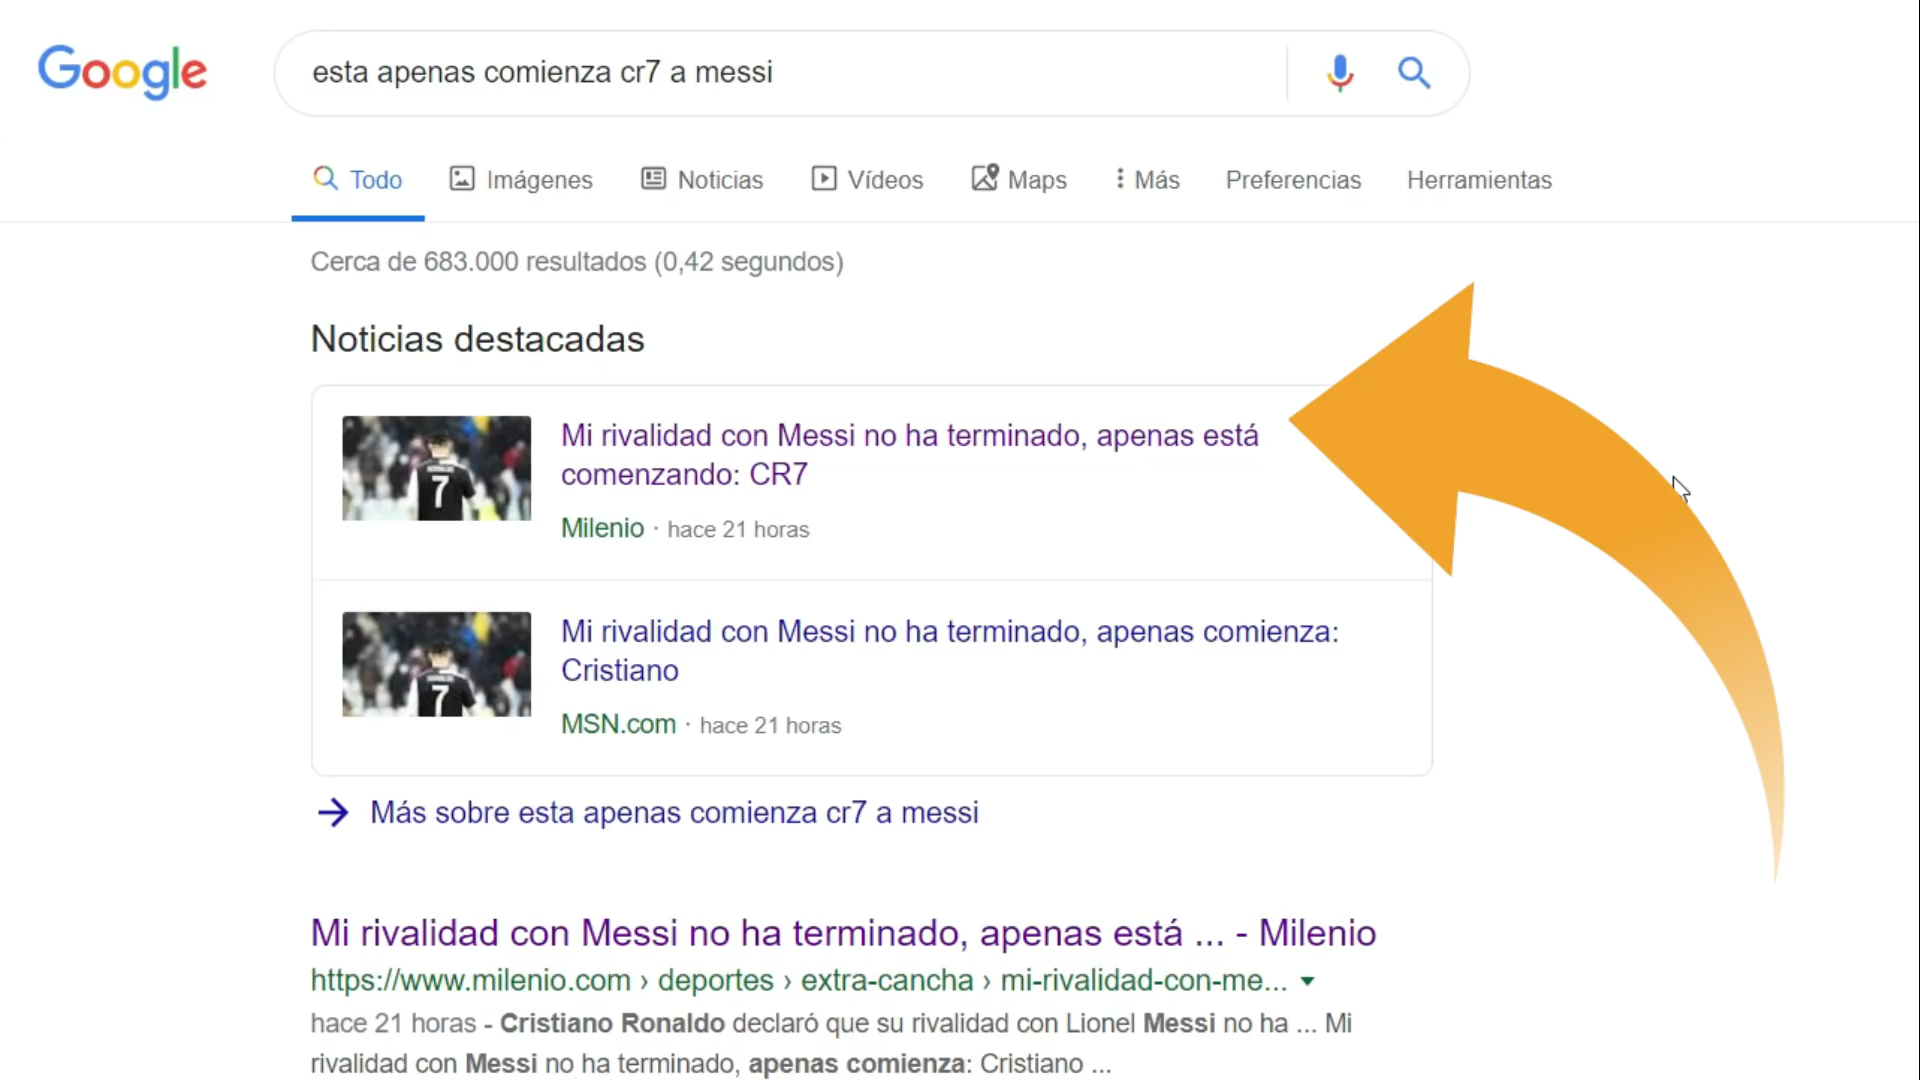 Google
esta apenas comienza cr7 a messi
Todo Imágenes Noticias Vídeos Maps Más Preferencias Herramientas
Cerca de 683.000 resultados (0,42 segundos)
Noticias destacadas
Mi rivalidad con Messi no ha terminado, apenas está
comenzando: CR7
Milenio · hace 21 horas
7
Mi rivalidad con Messi no ha terminado, apenas comienza:
Cristiano
MSN.com · hace 21 horas
7
Más sobre esta apenas comienza cr7 a messi
Mi rivalidad con Messi no ha terminado, apenas está ... - Milenio
https://www.milenio.com › deportes › extra-cancha › mi-rivalidad-con-me...
hace 21 horas - Cristiano Ronaldo declaró que su rivalidad con Lionel Messi no ha ... Mi
rivalidad con Messi no ha terminado, apenas comienza: Cristiano ...